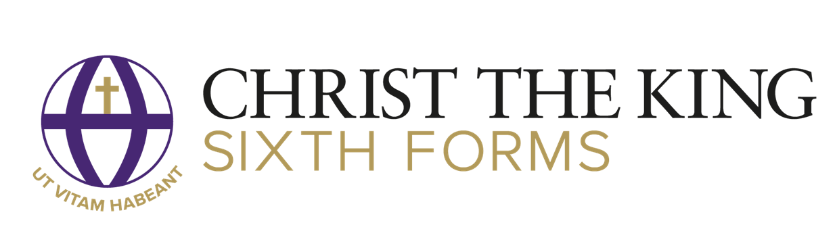 CHRIST THE KING
SIXTH FORMS
UT VITAM HABEANT